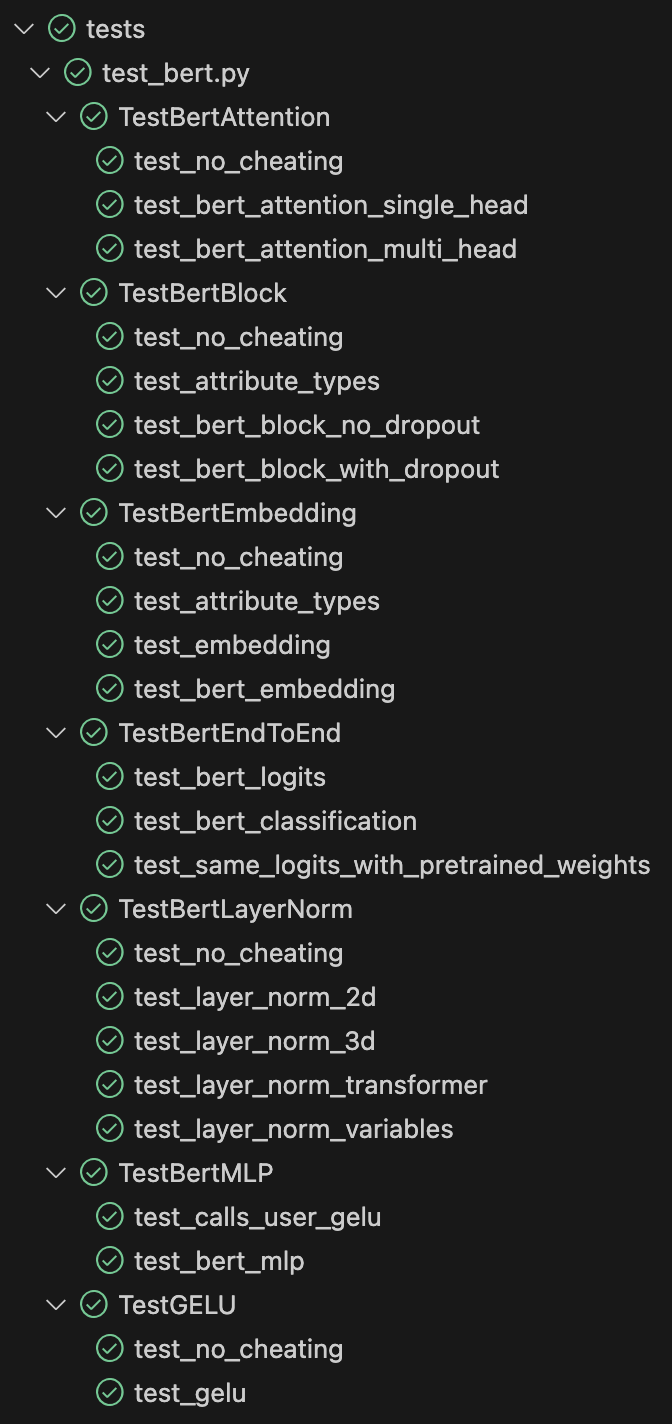 tests
test_bert.py
TestBertAttention
test_no_cheating
test_bert_attention_single_head
test_bert_attention_multi_head
TestBertBlock
test_no_cheating
test_attribute_types
test_bert_block_no_dropout
test_bert_block_with_dropout
TestBertEmbedding
test_no_cheating
test_attribute_types
test_embedding
test_bert_embedding
TestBertEndToEnd
test_bert_logits
test_bert_classification
test_same_logits_with_pretrained_weights
TestBertLayerNorm
test_no_cheating
test_layer_norm_2d
test_layer_norm_3d
test_layer_norm_transformer
test_layer_norm_variables
TestBertMLP
test_calls_user_gelu
test_bert_mlp
TestGELU
test_no_cheating
test_gelu